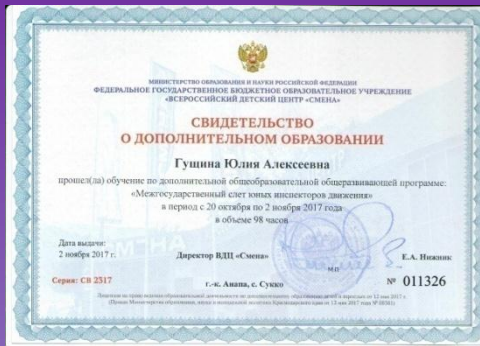 МИНИСТЕРСТВО ОБРАЗОВАНИЯ И НАУКИ РОССИЙСКОЙ ФЕДЕРАЦИИ
ФЕДЕРАЛЬНОЕ ГОСУДАРСТВЕННОЕ БЮДЖЕТНОЕ ОБРАЗОВАТЕЛЬНОЕ УЧРЕЖДЕНИЕ
«ВСЕРОССИЙСКИЙ ДЕТСКИЙ ЦЕНТР «СМЕНА»
СВИДЕТЕЛЬСТВО
О ДОПОЛНИТЕЛЬНОМ ОБРАЗОВАНИИ
Гущина Юлия Алексеевна
прошел(ла) обучение по дополнительной общеобразовательной общеразвивающей программе:
«Межгосударственный слет юных инспекторов движения»
в период с 20 октября по 2 ноября 2017 года
в объеме 98 часов
Дата выдачи:
2 ноября 2017 г.
Директор ВДЦ «Смена»
Е.А. Нижник
М.П.
Серия: СВ 2317
г.-к. Анапа, с. Сукко
№ 011326